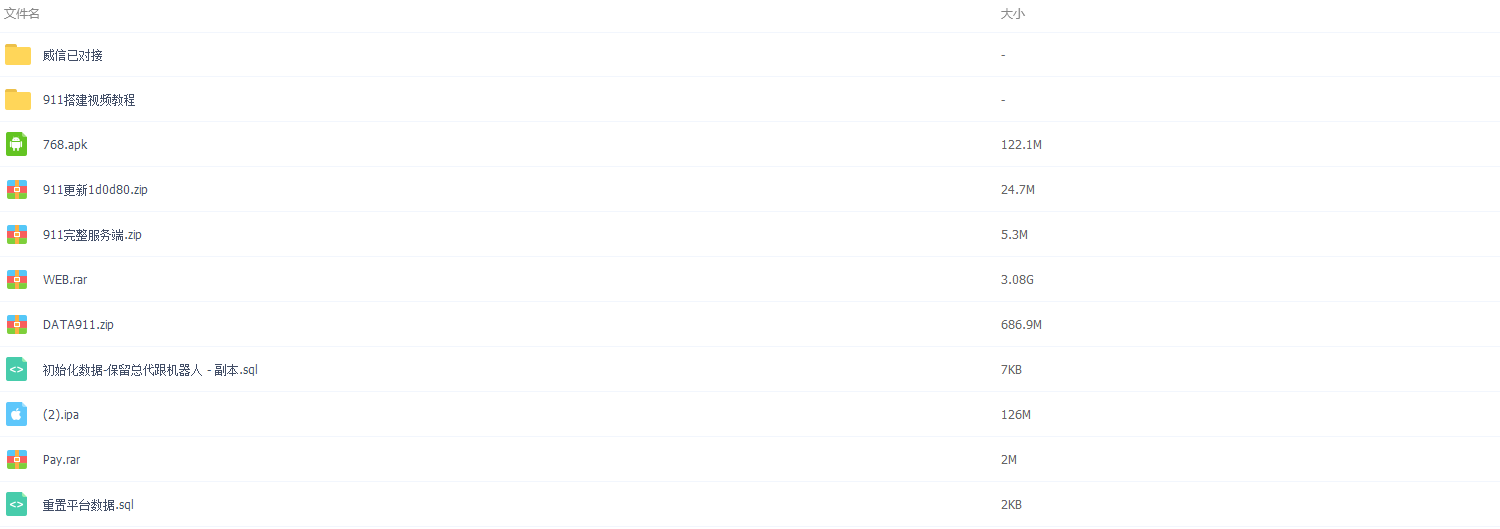 文件名 大小
威信已对接 -
911搭建视频教程 -
768.apk 122.1M
911更新1d0d80.zip 24.7M
911完整服务端.zip 5.3M
WEB.rar 3.08G
DATA911.zip 686.9M
初始化数据-保留总代跟机器人 - 副本.sql 7KB
(2).ipa 126M
Pay.rar 2M
重置平台数据.sql 2KB